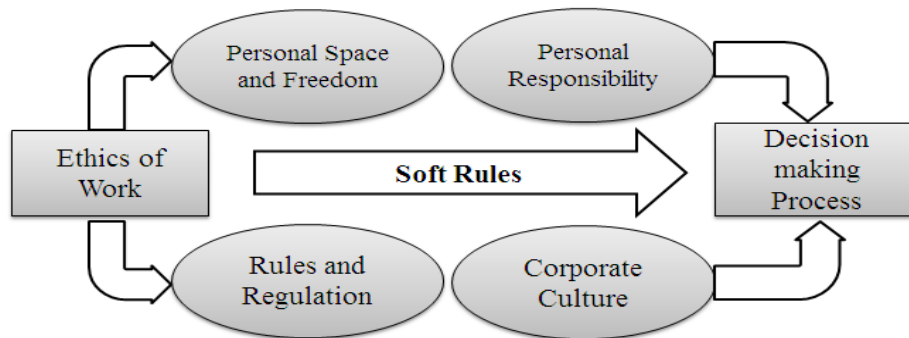 Personal Space
and Freedom
Personal
Responsibility
Ethics of
Work
Soft Rules
Decision
making
Process
Rules and
Regulation
Corporate
Culture